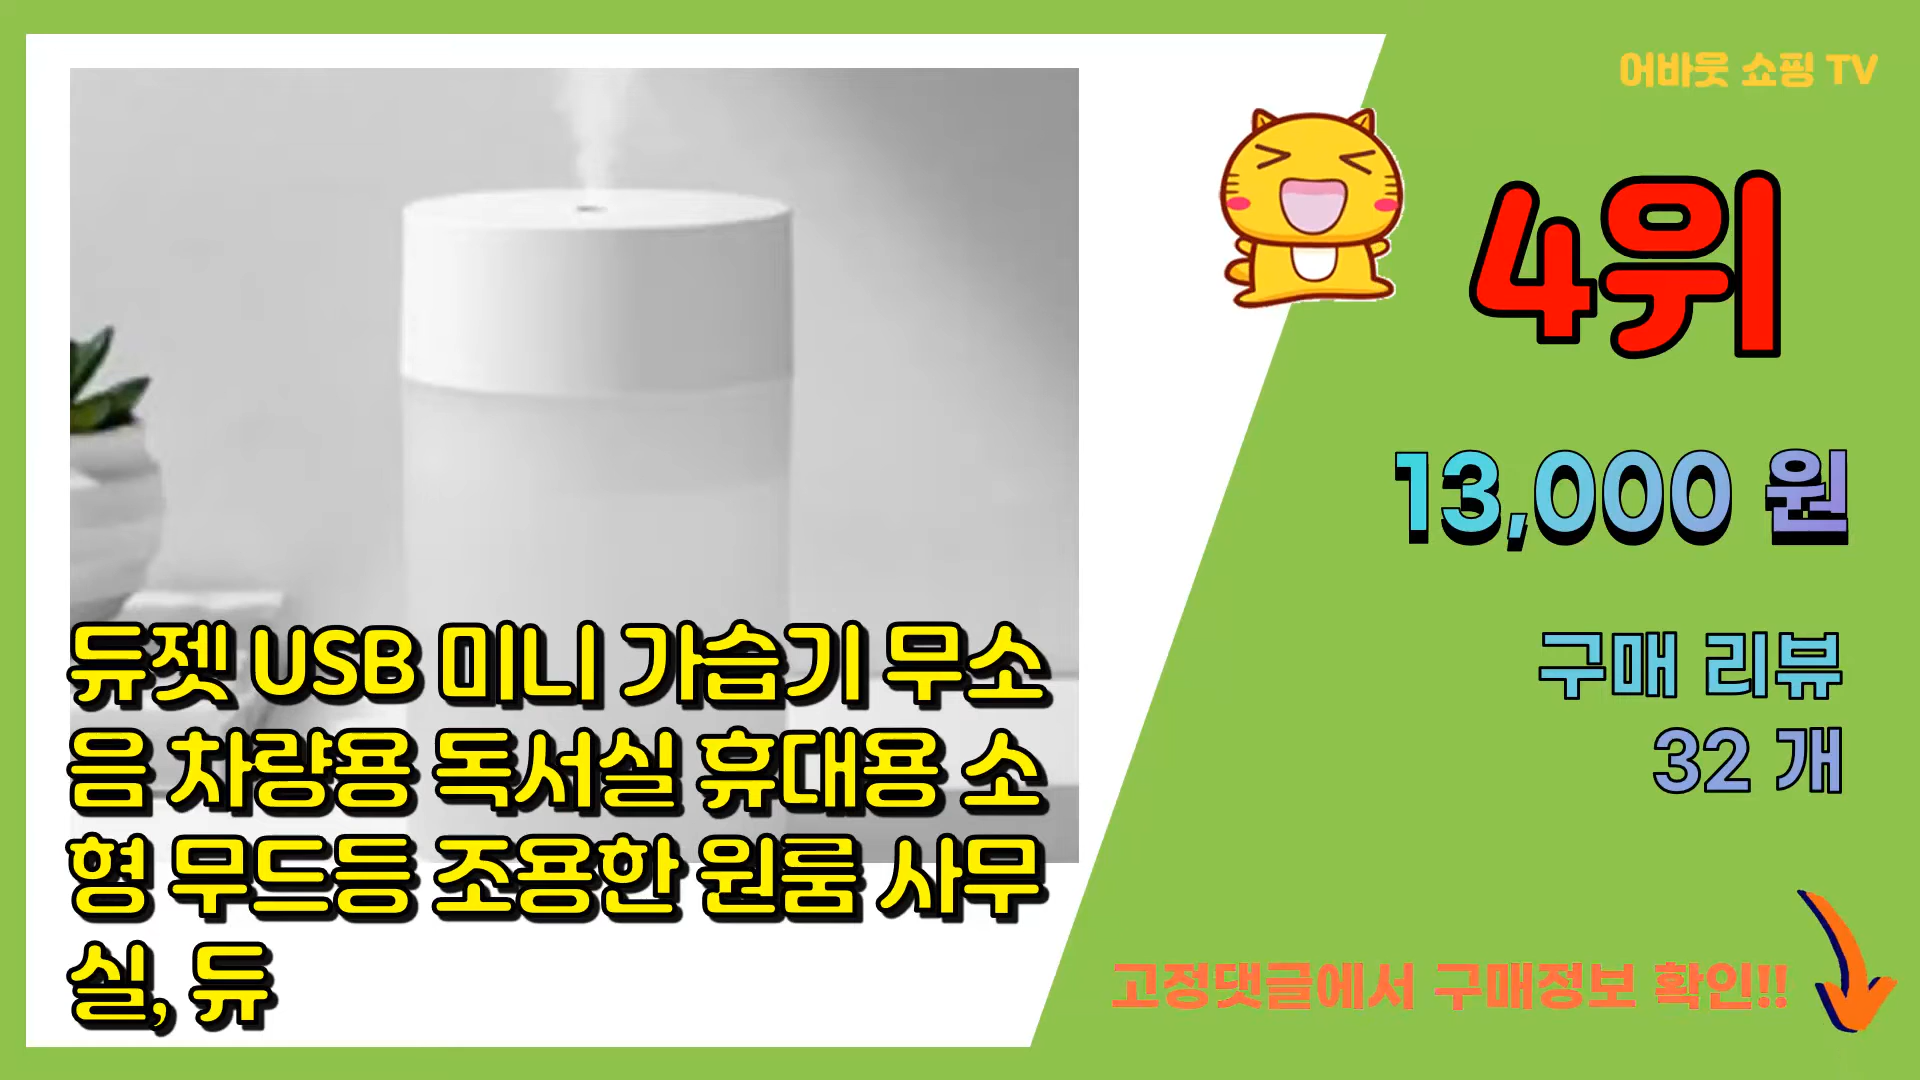 어바웃 쇼핑 TV
4위
13,000 원
구매 리뷰
32 개
듀젯 USB 미니 가습기 무소
음 차량용 독서실 휴대용 소
형 무드등 조용한 원룸 사무
실, 듀
고정댓글에서 구매정보 확인!!